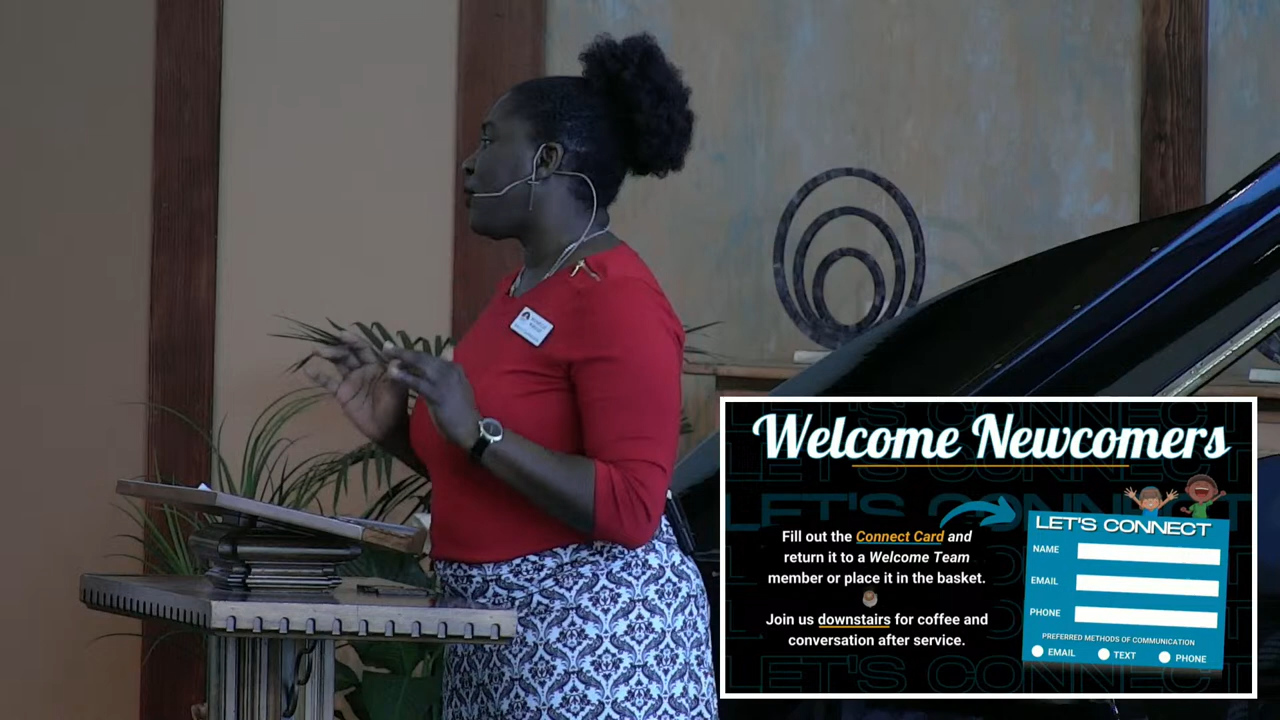 Welcome Newcomers
Fill out the Connect Card and
return it to a Welcome Team
member or place it in the basket.
Join us downstairs for coffee and
conversation after service.
LET'S CONNECT
NAME
EMAIL
PHONE
PREFERRED METHODS OF COMMUNICATION
EMAIL TEXT PHONE